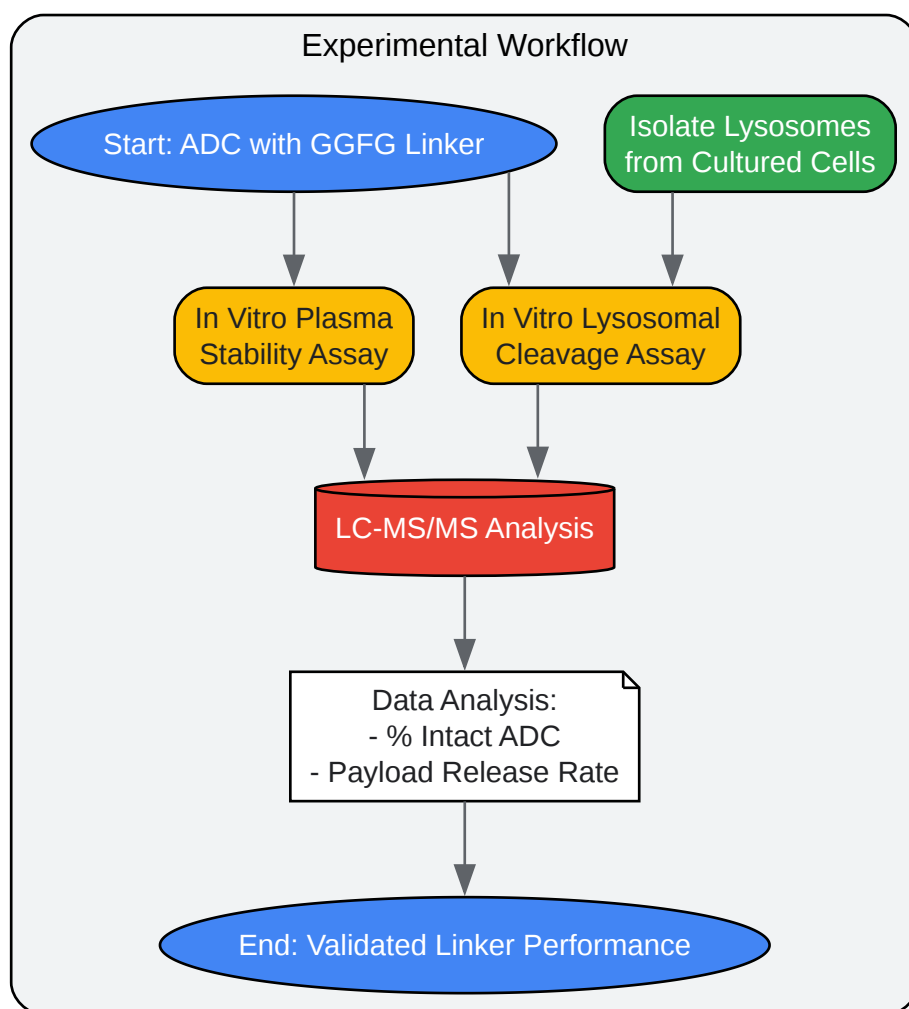 Experimental Workflow
Start: ADC with GGFG Linker
Isolate Lysosomes
from Cultured Cells
In Vitro Plasma
Stability Assay
In Vitro Lysosomal
Cleavage Assay
LC-MS/MS Analysis
Data Analysis:
- % Intact ADC
- Payload Release Rate
End: Validated Linker Performance